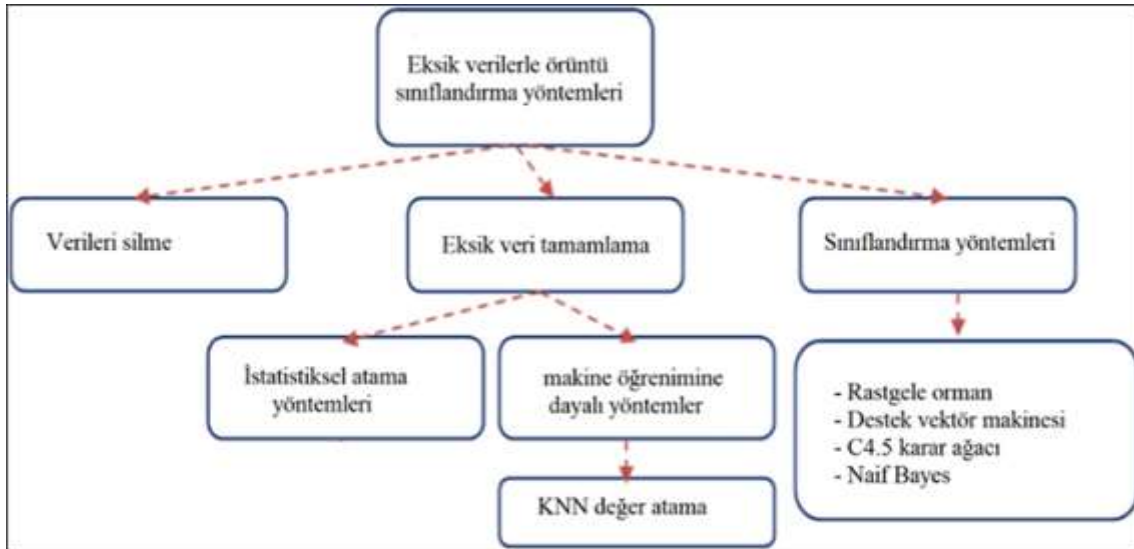 Eksik verilerle örüntü
sınıflandırma yöntemleri
Verileri silme
Eksik veri tamamlama
Sınıflandırma yöntemleri
İstatistiksel atama
yöntemleri
makine öğrenimine
dayalı yöntemler
- Rastgele orman
- Destek vektör makinesi
- C4.5 karar ağacı
- Naif Bayes
KNN değer atama